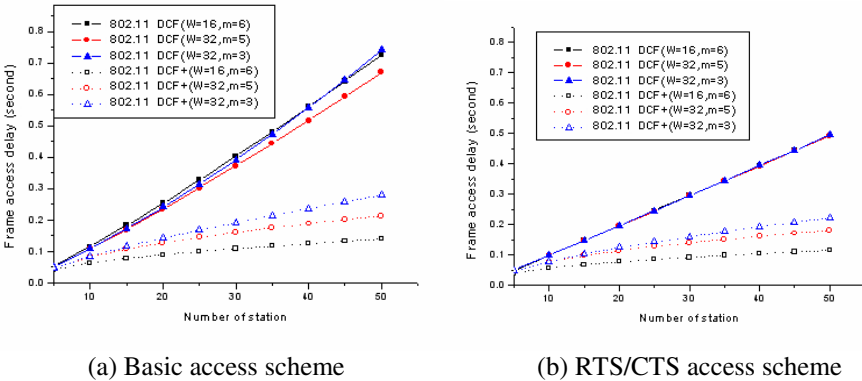 802.11 DCF(W=16,m=6)
802.11 DCF(W=32,m=5)
802.11 DCF(W=32,m=3)
802.11 DCF+(W=16,m=6)
802.11 DCF+(W=32,m=5)
802.11 DCF+(W=32,m=3)
Frame access delay (second)
0.8
0.7
0.6
0.5
0.4
0.3
0.2
0.1
0.0
10 20 30 40 50
Number of station
(a) Basic access scheme
802.11 DCF(W=16,m=6)
802.11 DCF(W=32,m=5)
802.11 DCF(W=32,m=3)
802.11 DCF+(W=16,m=6)
802.11 DCF+(W=32,m=5)
802.11 DCF+(W=32,m=3)
Frame access delay (second)
0.8
0.7
0.6
0.5
0.4
0.3
0.2
0.1
0.0
10 20 30 40 50
Number of station
(b) RTS/CTS access scheme